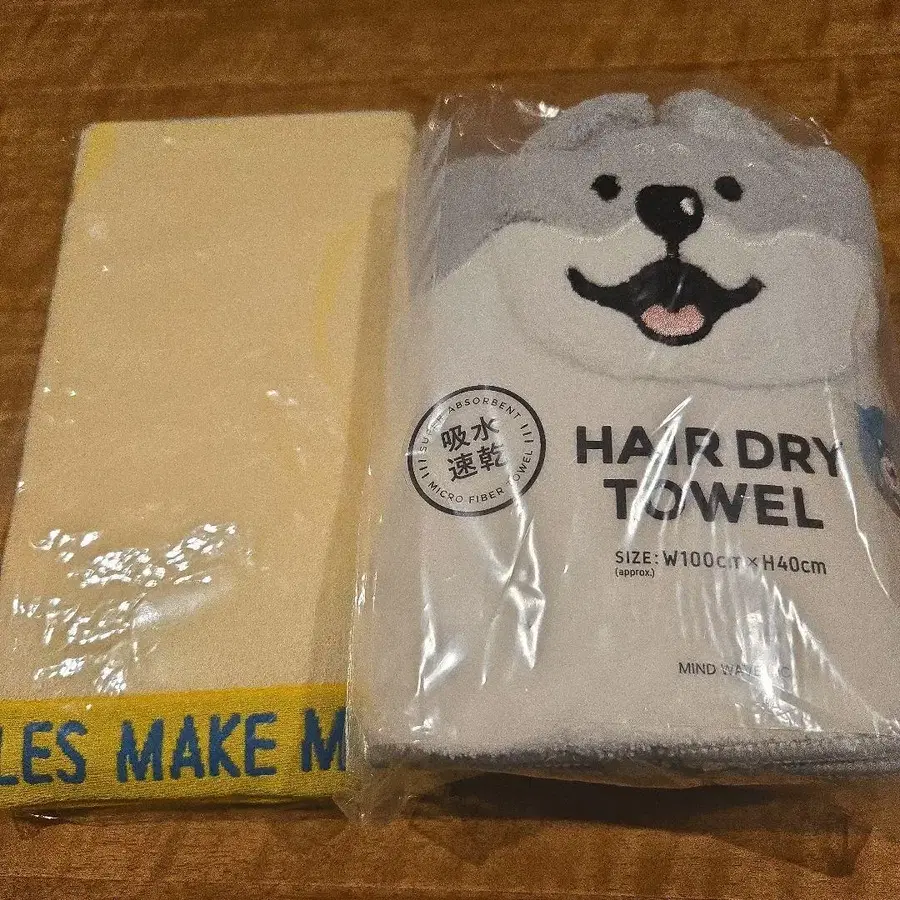 LES MAKE M
SUPER ABSORBENT
吸水
速乾
MICRO FIBER TOWEL
HAIR DRY
TOWEL
SIZE: W100cm × H40cm
(approx.)
MIND